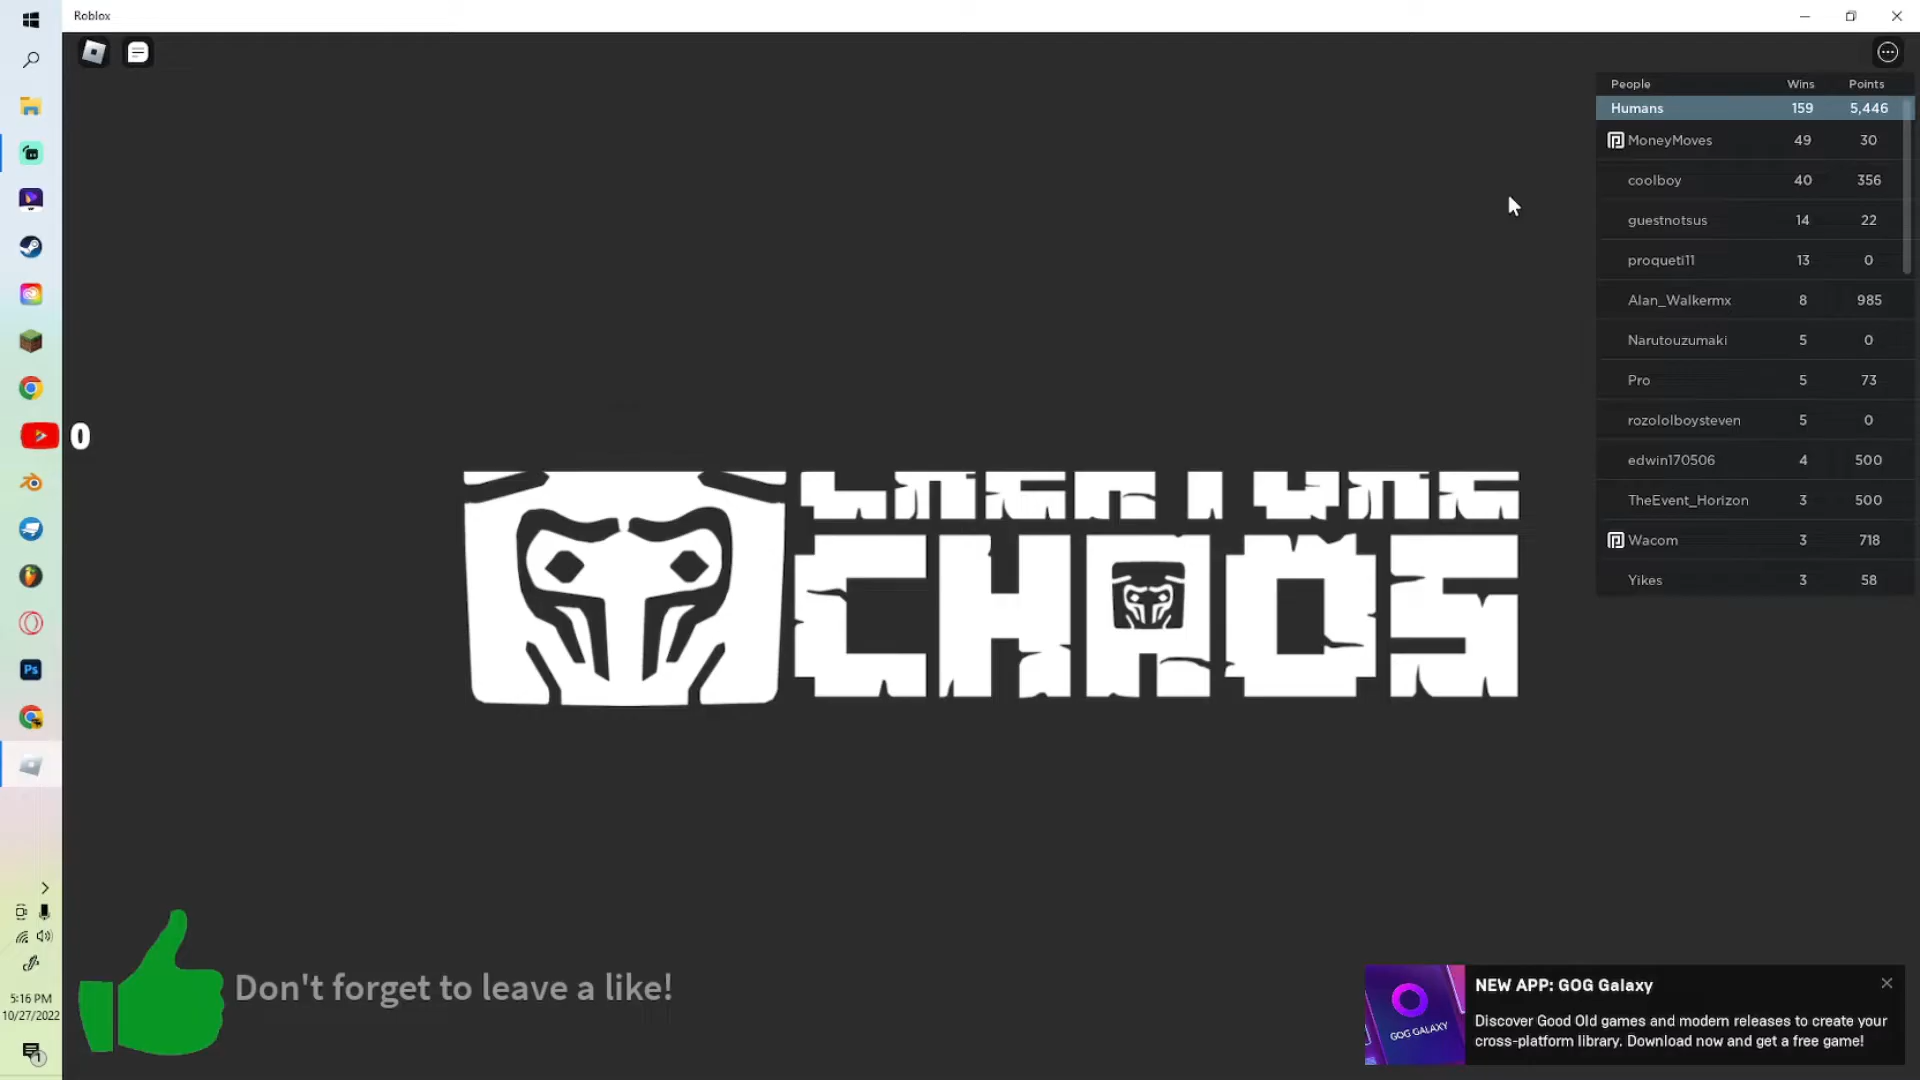 Roblox
People Wins Points
Humans 159 5,446
MoneyMoves 49 30
coolboy 40 356
guestnotsus 14 22
proqueti11 13 0
Alan_Walkermx 8 985
Narutouzumaki 5 0
Pro 5 73
rozololboysteven 5 0
edwin170506 4 500
TheEvent_Horizon 3 500
Wacom 3 718
Yikes 3 58
0
CREATURE
CHAOS
Ps
Don't forget to leave a like!
5:16 PM
10/27/2022
1
GOG GALAXY
NEW APP: GOG Galaxy
Discover Good Old games and modern releases to create your
cross-platform library. Download now and get a free game!